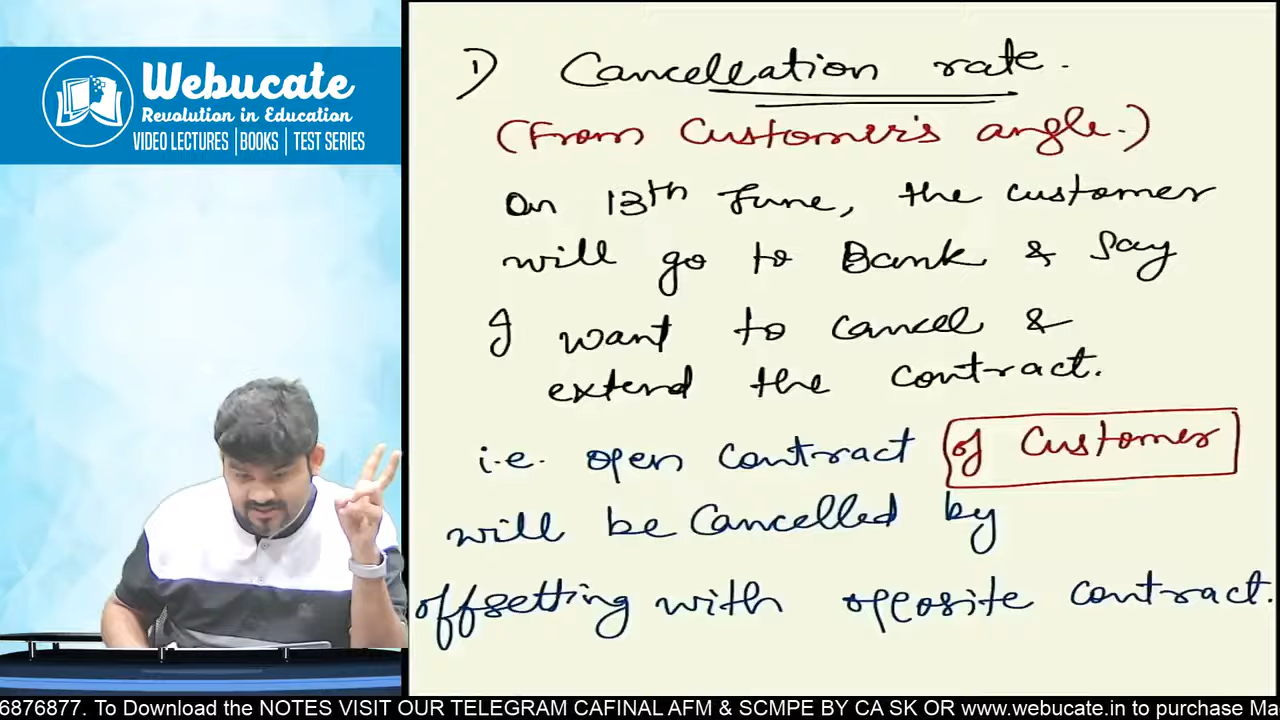 Webucate
Revolution in Education
VIDEO LECTURES | BOOKS | TEST SERIES
1) Cancellation rate.
(From Customer's angle.)
On 13th June, the customer
will go to Bank & Say
I want to cancel &
extend the contract.
i.e. open contract of Customer
will be cancelled by
offsetting with opposite contract.
6876877. To Download the NOTES VISIT OUR TELEGRAM CAFINAL AFM & SCMPE BY CA SK OR www.webucate.in to purchase Ma